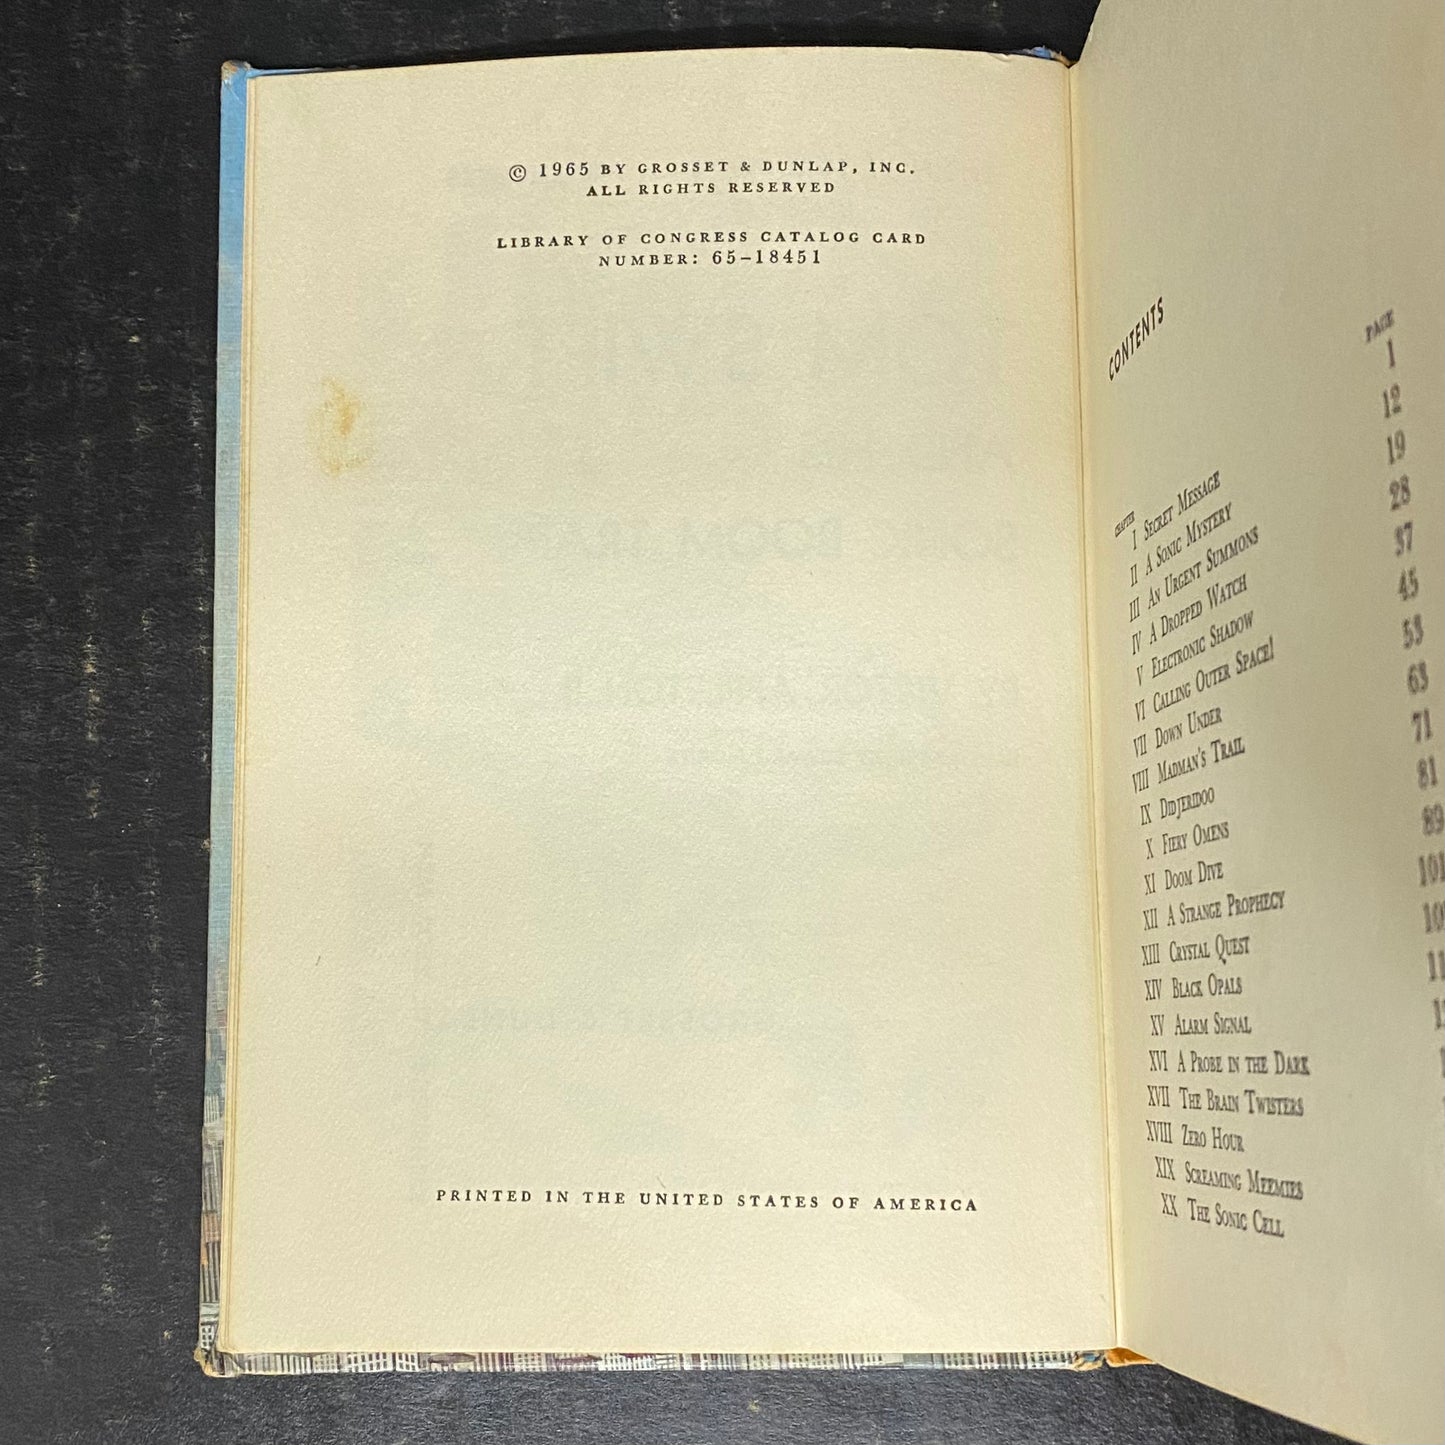 © 1965 BY GROSSET & DUNLAP, INC.
ALL RIGHTS RESERVED
LIBRARY OF CONGRESS CATALOG CARD
NUMBER: 65-18451
PRINTED IN THE UNITED STATES OF AMERICA
CONTENTS
CHAPTER PAGE
I SECRET MESSAGE 1
II A SONIC MYSTERY 12
III AN URGENT SUMMONS 19
IV A DROPPED WATCH 28
V ELECTRONIC SHADOW 37
VI CALLING OUTER SPACE! 45
VII DOWN UNDER 53
VIII MADMAN'S TRAIL 63
IX DIDJERIDOO 71
X FIERY OMENS 81
XI DOOM DIVE 89
XII A STRANGE PROPHECY 101
XIII CRYSTAL QUEST
XIV BLACK OPALS
XV ALARM SIGNAL
XVI A PROBE IN THE DARK
XVII THE BRAIN TWISTERS
XVIII ZERO HOUR
XIX SCREAMING MEEMIES
XX THE SONIC CELL